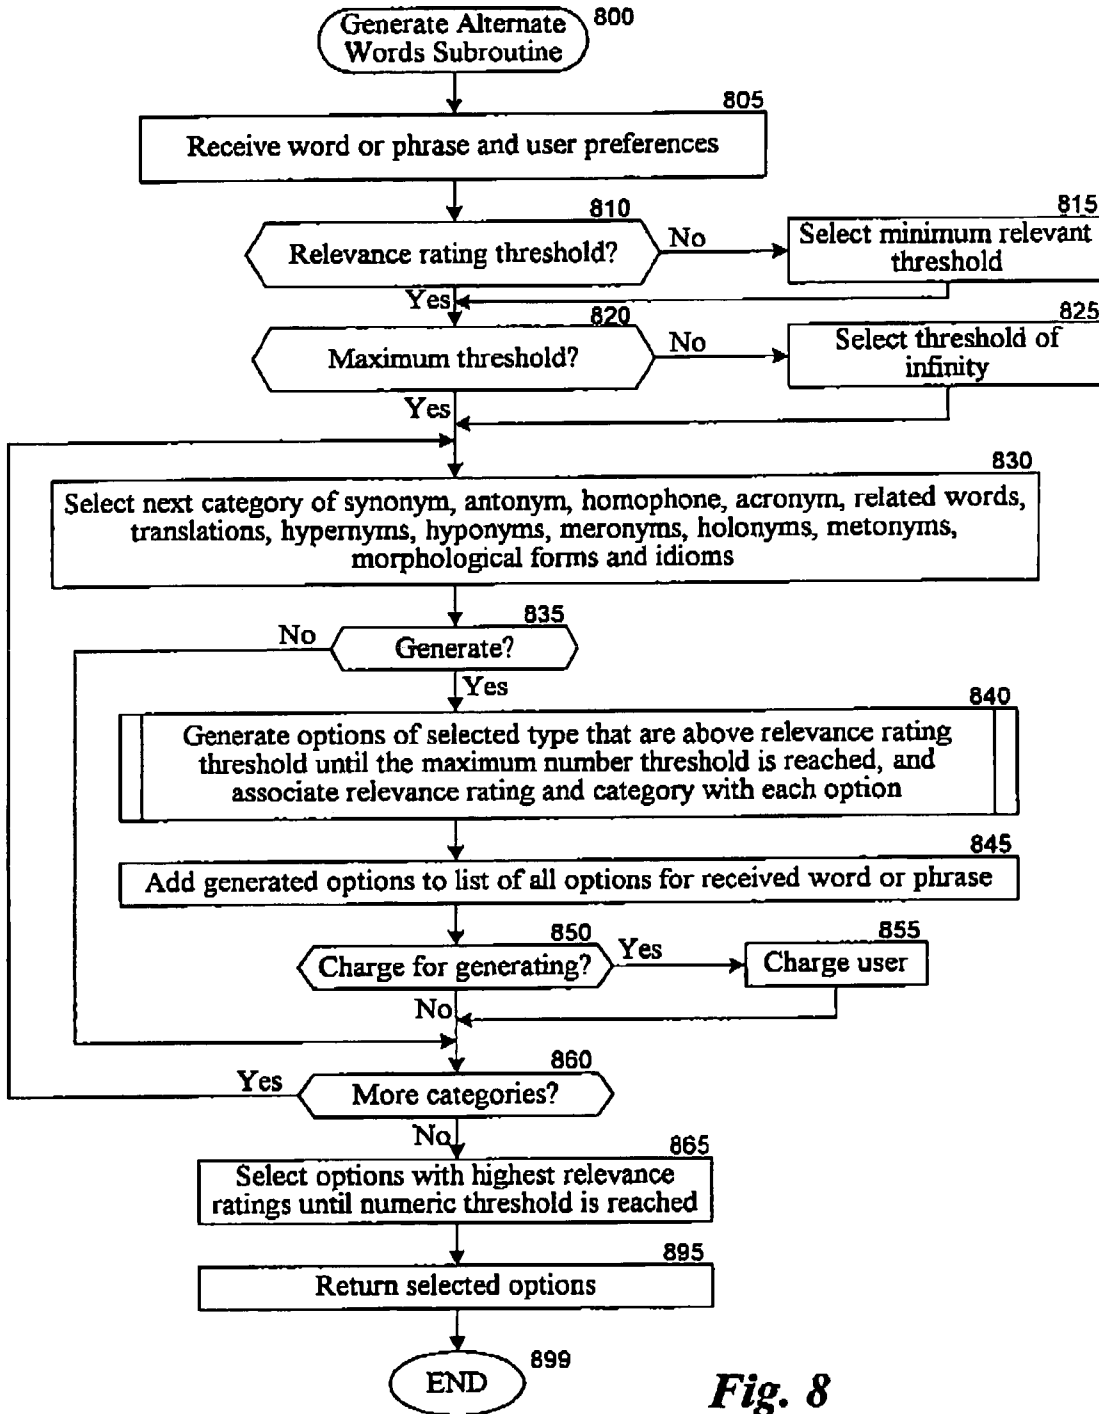 Generate Alternate
Words Subroutine
800
805
Receive word or phrase and user preferences
810
Relevance rating threshold?
No
815
Select minimum relevant
threshold
Yes
820
Maximum threshold?
No
825
Select threshold of
infinity
Yes
830
Select next category of synonym, antonym, homophone, acronym, related words,
translations, hypernyms, hyponyms, meronyms, holonyms, metonyms,
morphological forms and idioms
835
No
Generate?
Yes
840
Generate options of selected type that are above relevance rating
threshold until the maximum number threshold is reached, and
associate relevance rating and category with each option
845
Add generated options to list of all options for received word or phrase
850
Charge for generating?
Yes
855
Charge user
No
860
Yes
More categories?
No
865
Select options with highest relevance
ratings until numeric threshold is reached
895
Return selected options
899
END
Fig. 8